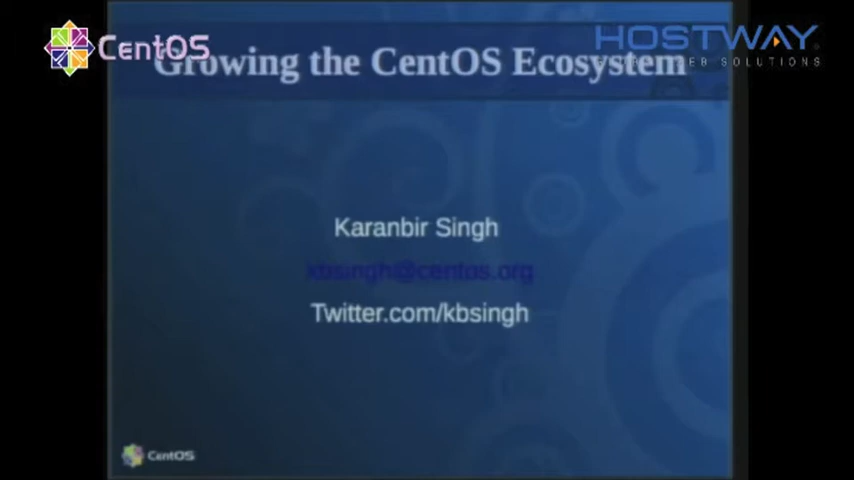 CentOS
HOSTWAY
Growing the CentOS Ecosystem
Karanbir Singh
kbsingh@centos.org
Twitter.com/kbsingh
CentOS